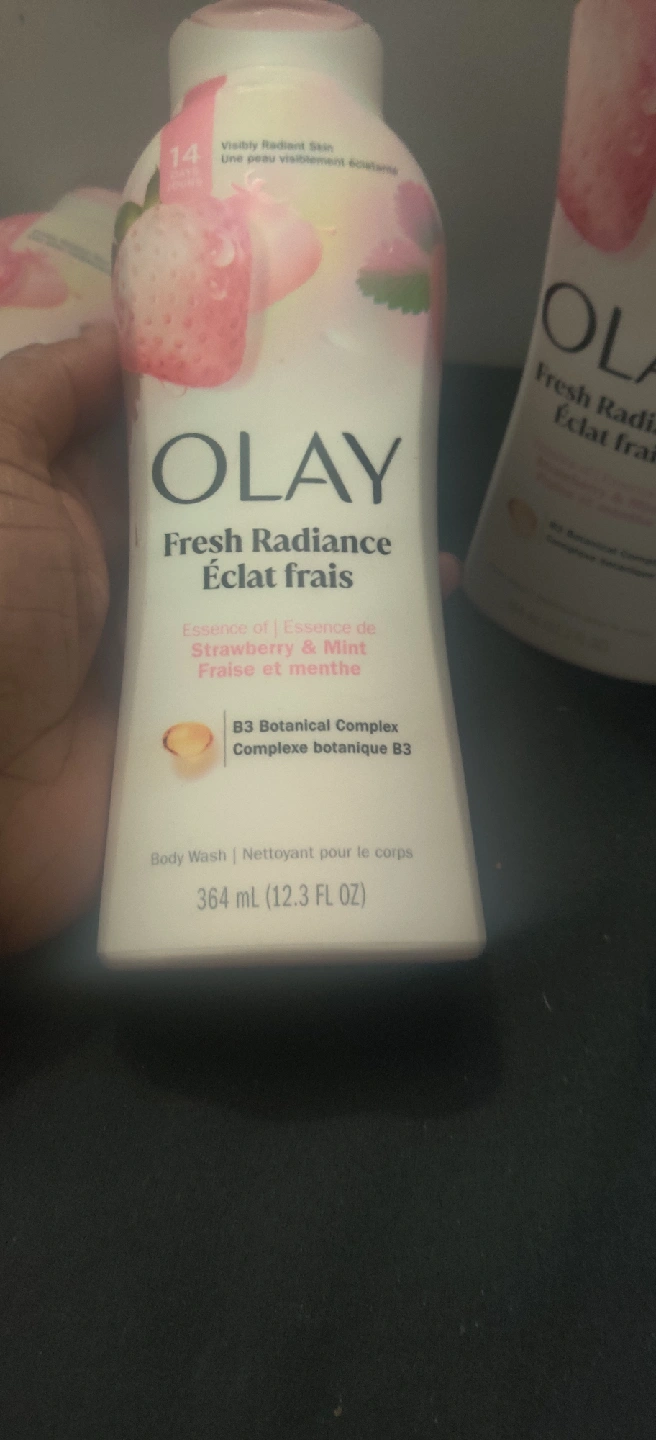 14
DAYS
JOURS
Visibly Radiant Skin
Une peau visiblement éclatante
OLAY
Fresh Radiance
Éclat frais
Essence of | Essence de
Strawberry & Mint
Fraise et menthe
B3 Botanical Complex
Complexe botanique B3
Body Wash | Nettoyant pour le corps
364 mL (12.3 FL OZ)
OLA
Fresh Radi
Éclat frai